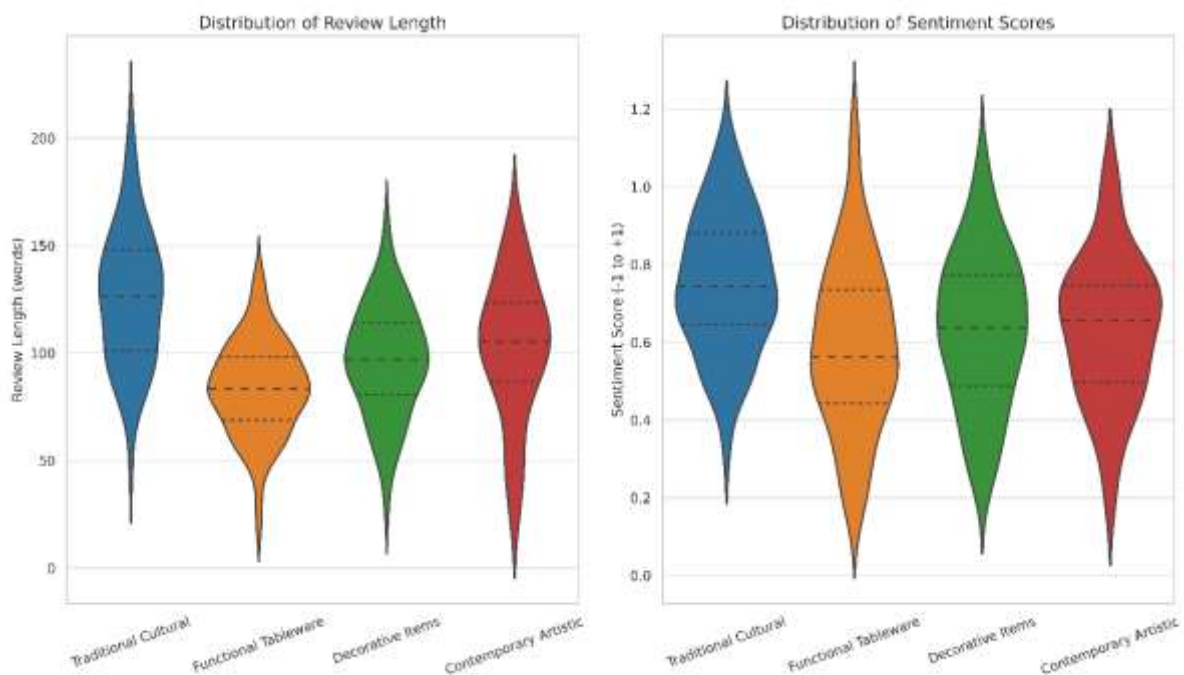 Distribution of Review Length
Review Length (words)
200
150
100
50
0
Traditional Cultural
Functional Tableware
Decorative Items
Contemporary Artistic
Distribution of Sentiment Scores
Sentiment Score (-1 to +1)
1.2
1.0
0.8
0.6
0.4
0.2
0.0
Traditional Cultural
Functional Tableware
Decorative Items
Contemporary Artistic